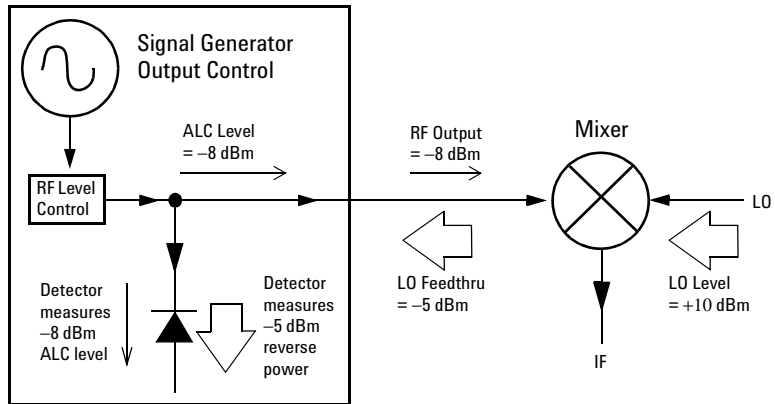 Signal Generator
Output Control
ALC Level
= −8 dBm
RF Output
= −8 dBm
Mixer
RF Level
Control
LO
LO Feedthru
= −5 dBm
LO Level
= +10 dBm
Detector
measures
−8 dBm
ALC level
Detector
measures
−5 dBm
reverse
power
IF